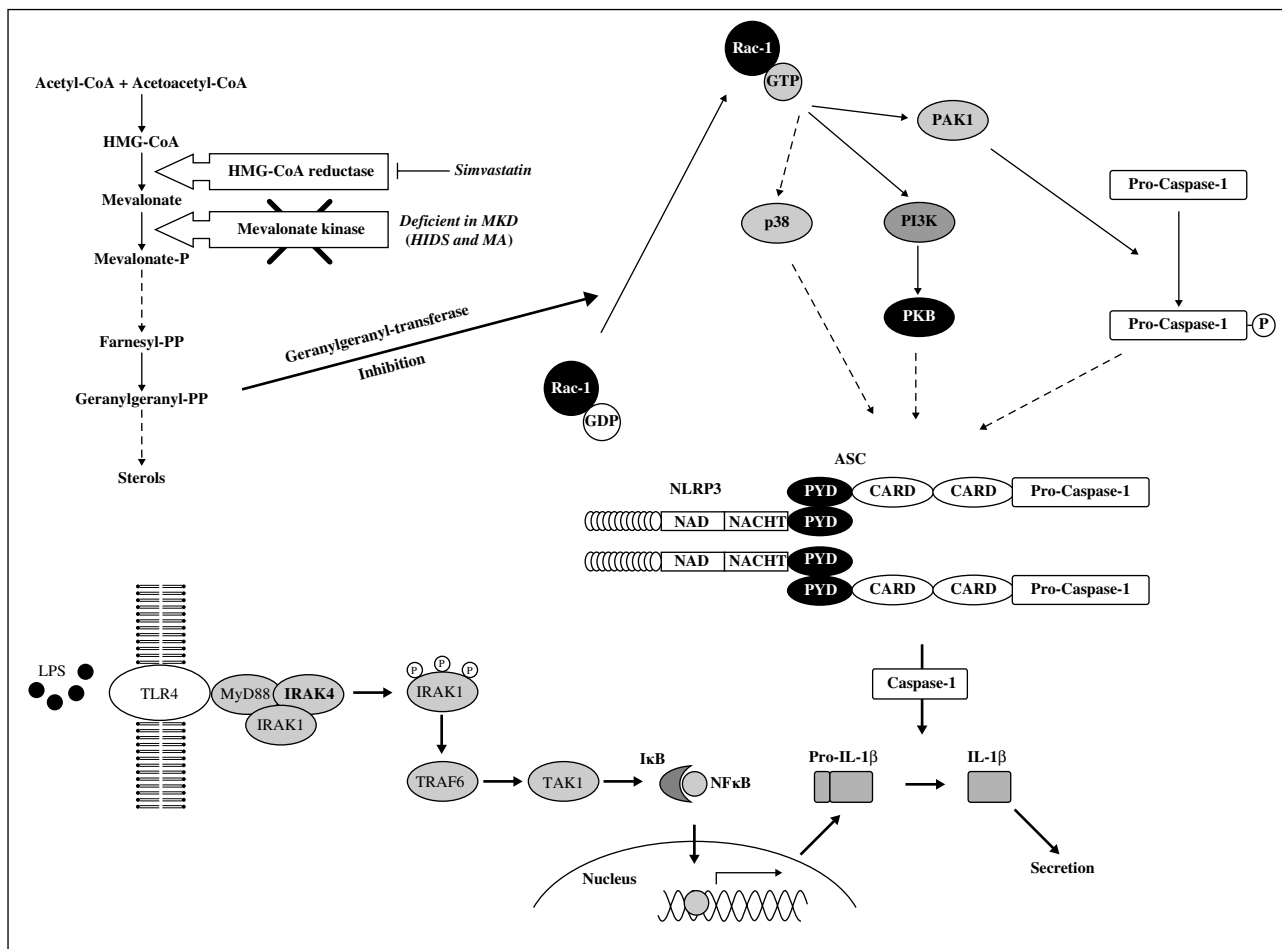 Acetyl-CoA + Acetoacetyl-CoA
HMG-CoA
HMG-CoA reductase
Simvastatin
Mevalonate
Mevalonate kinase
Deficient in MKD
(HIDS and MA)
Mevalonate-P
Farnesyl-PP
Geranylgeranyl-PP
Sterols
Geranylgeranyl-transferase
Inhibition
Rac-1
GDP
Rac-1
GTP
PAK1
p38
PI3K
PKB
Pro-Caspase-1
Pro-Caspase-1
P
ASC
NLRP3
PYD
CARD
CARD
Pro-Caspase-1
NAD
NACHT
PYD
NAD
NACHT
PYD
PYD
CARD
CARD
Pro-Caspase-1
LPS
TLR4
MyD88
IRAK4
IRAK1
P
P
P
IRAK1
TRAF6
TAK1
IκB
NFκB
Nucleus
Caspase-1
Pro-IL-1β
IL-1β
Secretion